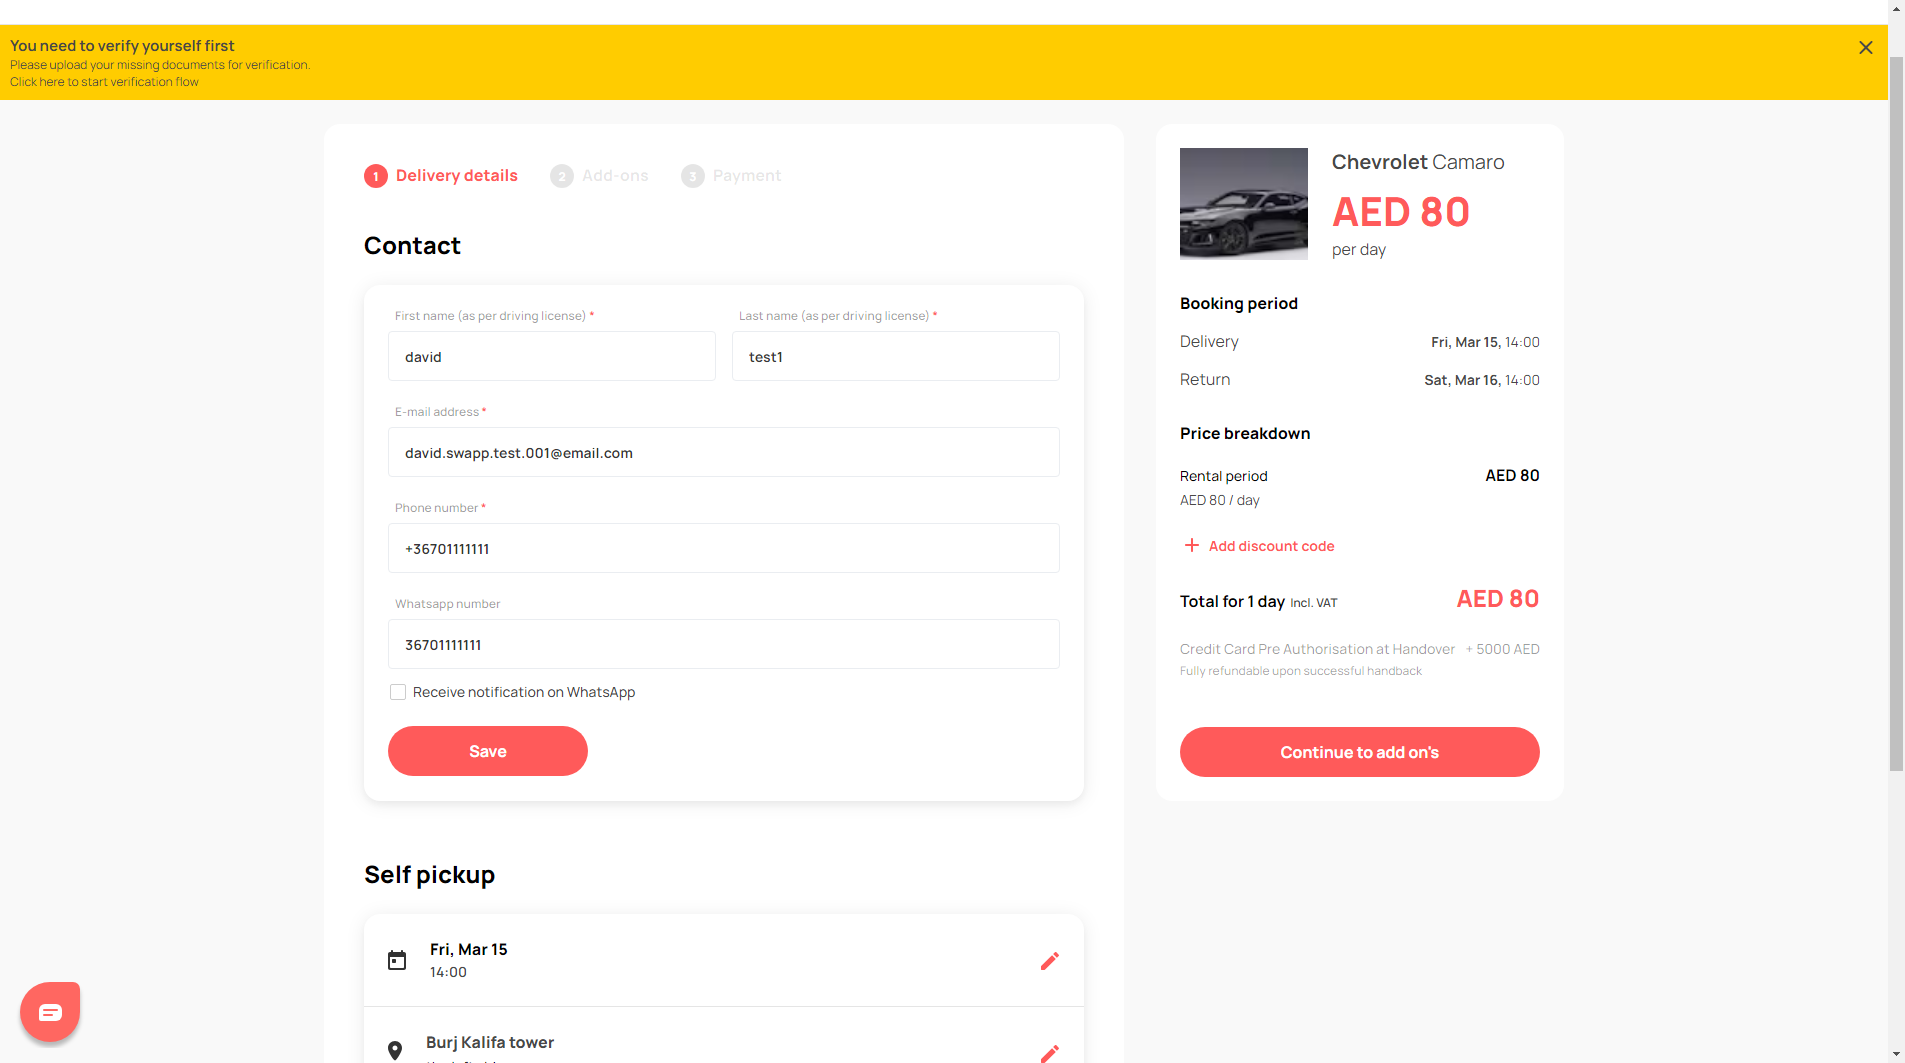 You need to verify yourself first
Please upload your missing documents for verification.
Click here to start verification flow
1 Delivery details 2 Add-ons 3 Payment
Contact
First name (as per driving license) * Last name (as per driving license) *
david test1
E-mail address *
david.swapp.test.001@email.com
Phone number *
+36701111111
Whatsapp number
36701111111
Receive notification on WhatsApp
Save
Self pickup
Fri, Mar 15
14:00
Burj Kalifa tower
Chevrolet Camaro
AED 80
per day
Booking period
Delivery Fri, Mar 15, 14:00
Return Sat, Mar 16, 14:00
Price breakdown
Rental period AED 80
AED 80 / day
+ Add discount code
Total for 1 day Incl. VAT AED 80
Credit Card Pre Authorisation at Handover + 5000 AED
Fully refundable upon successful handback
Continue to add on's